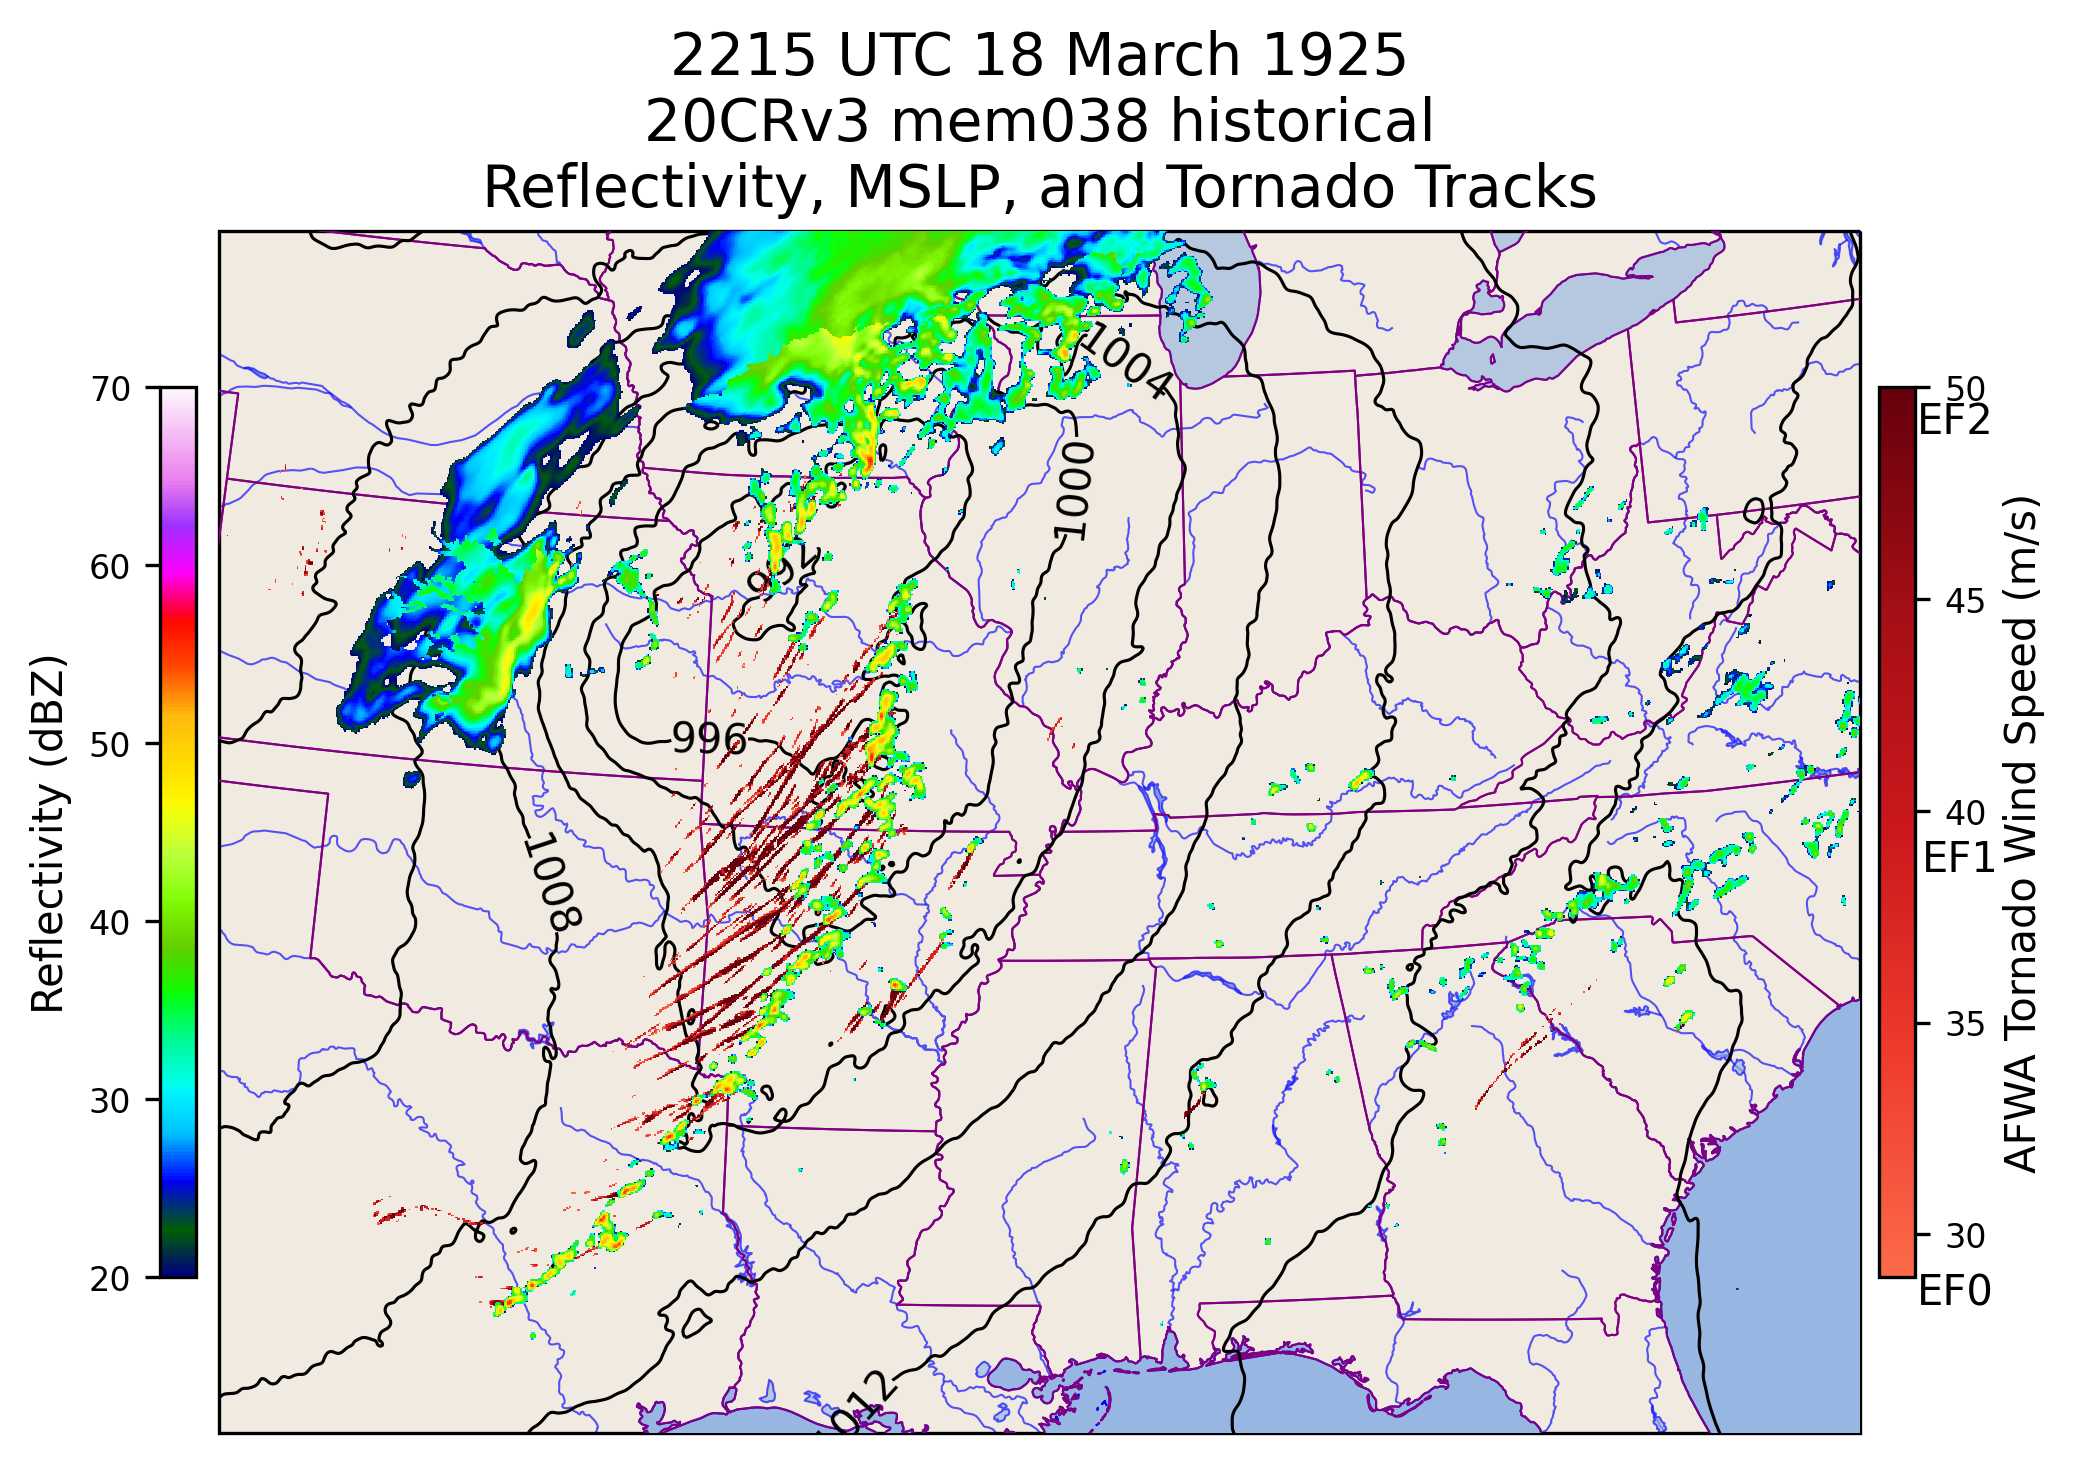 2215 UTC 18 March 1925
20CRv3 mem038 historical
Reflectivity, MSLP, and Tornado Tracks
Reflectivity (dBZ)
70
60
50
40
30
20
1004
1000
992
996
1008
012
0
50
EF2
45
40
EF1
35
30
EF0
AFWA Tornado Wind Speed (m/s)